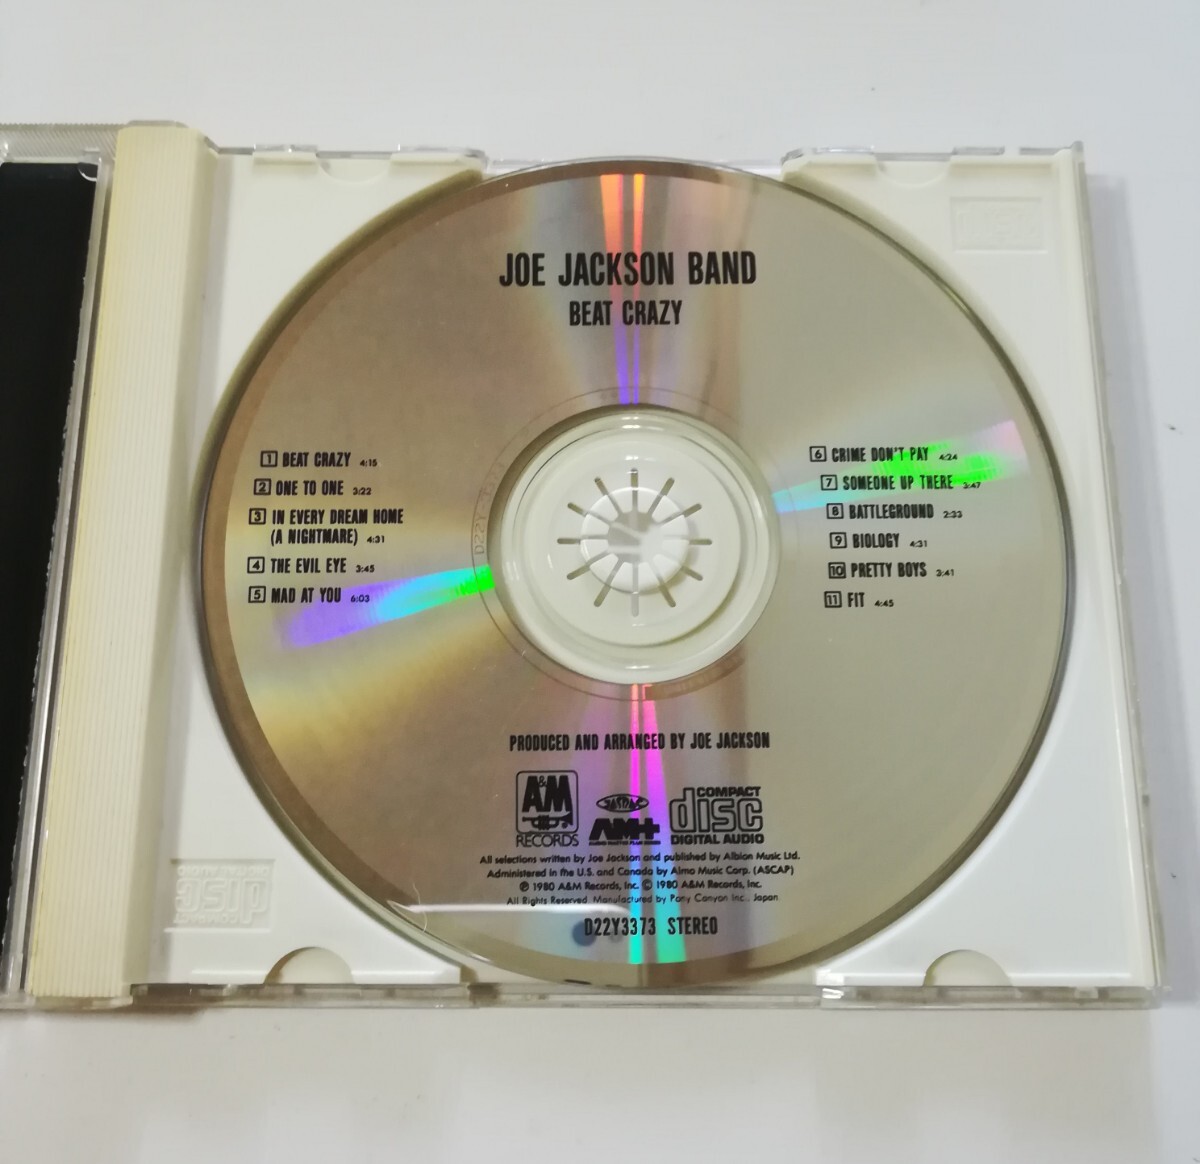 JOE JACKSON BAND
BEAT CRAZY
1 BEAT CRAZY 4:15
2 ONE TO ONE 3:22
3 IN EVERY DREAM HOME
(A NIGHTMARE) 4:31
4 THE EVIL EYE 3:45
5 MAD AT YOU 6:03
6 CRIME DON'T PAY 4:24
7 SOMEONE UP THERE 3:47
8 BATTLEGROUND 2:33
9 BIOLOGY 4:31
10 PRETTY BOYS 3:41
11 FIT 4:45
PRODUCED AND ARRANGED BY JOE JACKSON
A&M
RECORDS
JASRAC
AM+
COMPACT
disc
DIGITAL AUDIO
All selections written by Joe Jackson and published by Albion Music Ltd.
Administered in the U.S. and Canada by Almo Music Corp. (ASCAP)
℗ 1980 A&M Records, Inc. © 1980 A&M Records, Inc.
All Rights Reserved. Manufactured by Pony Canyon Inc., Japan
D22Y3373 STEREO